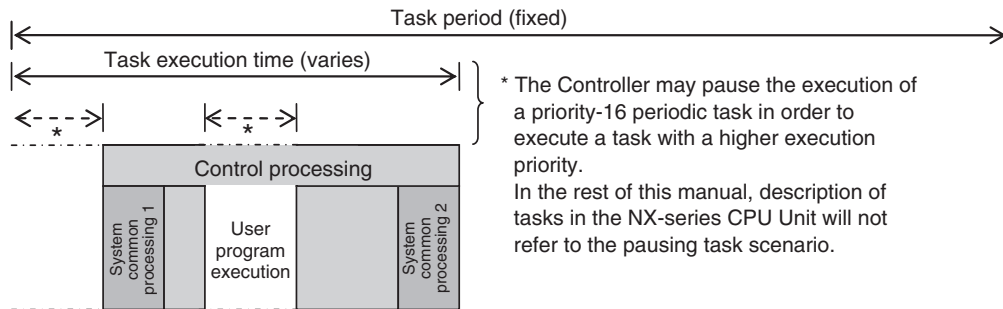 Task period (fixed)
Task execution time (varies)
* The Controller may pause the execution of
a priority-16 periodic task in order to
execute a task with a higher execution
priority.
In the rest of this manual, description of
tasks in the NX-series CPU Unit will not
refer to the pausing task scenario.
*
*
Control processing
System
common
processing 1
User
program
execution
System
common
processing 2